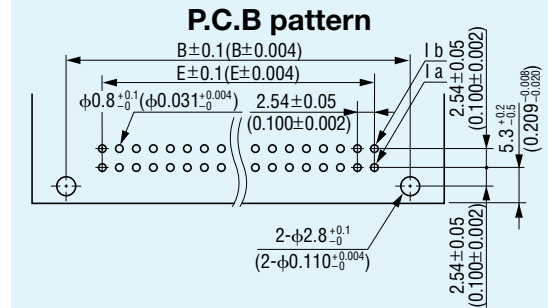 P.C.B pattern
B±0.1(B±0.004)
E±0.1(E±0.004)
ϕ0.8 +0.1 -0 (ϕ0.031 +0.004 -0 )
2.54±0.05
(0.100±0.002)
I b
I a
2.54±0.05
(0.100±0.002)
5.3 +0.2 -0.5
(0.209 -0.008 -0.020 )
2-ϕ2.8 +0.1 -0
(2-ϕ0.110 +0.004 -0 )
2.54±0.05
(0.100±0.002)